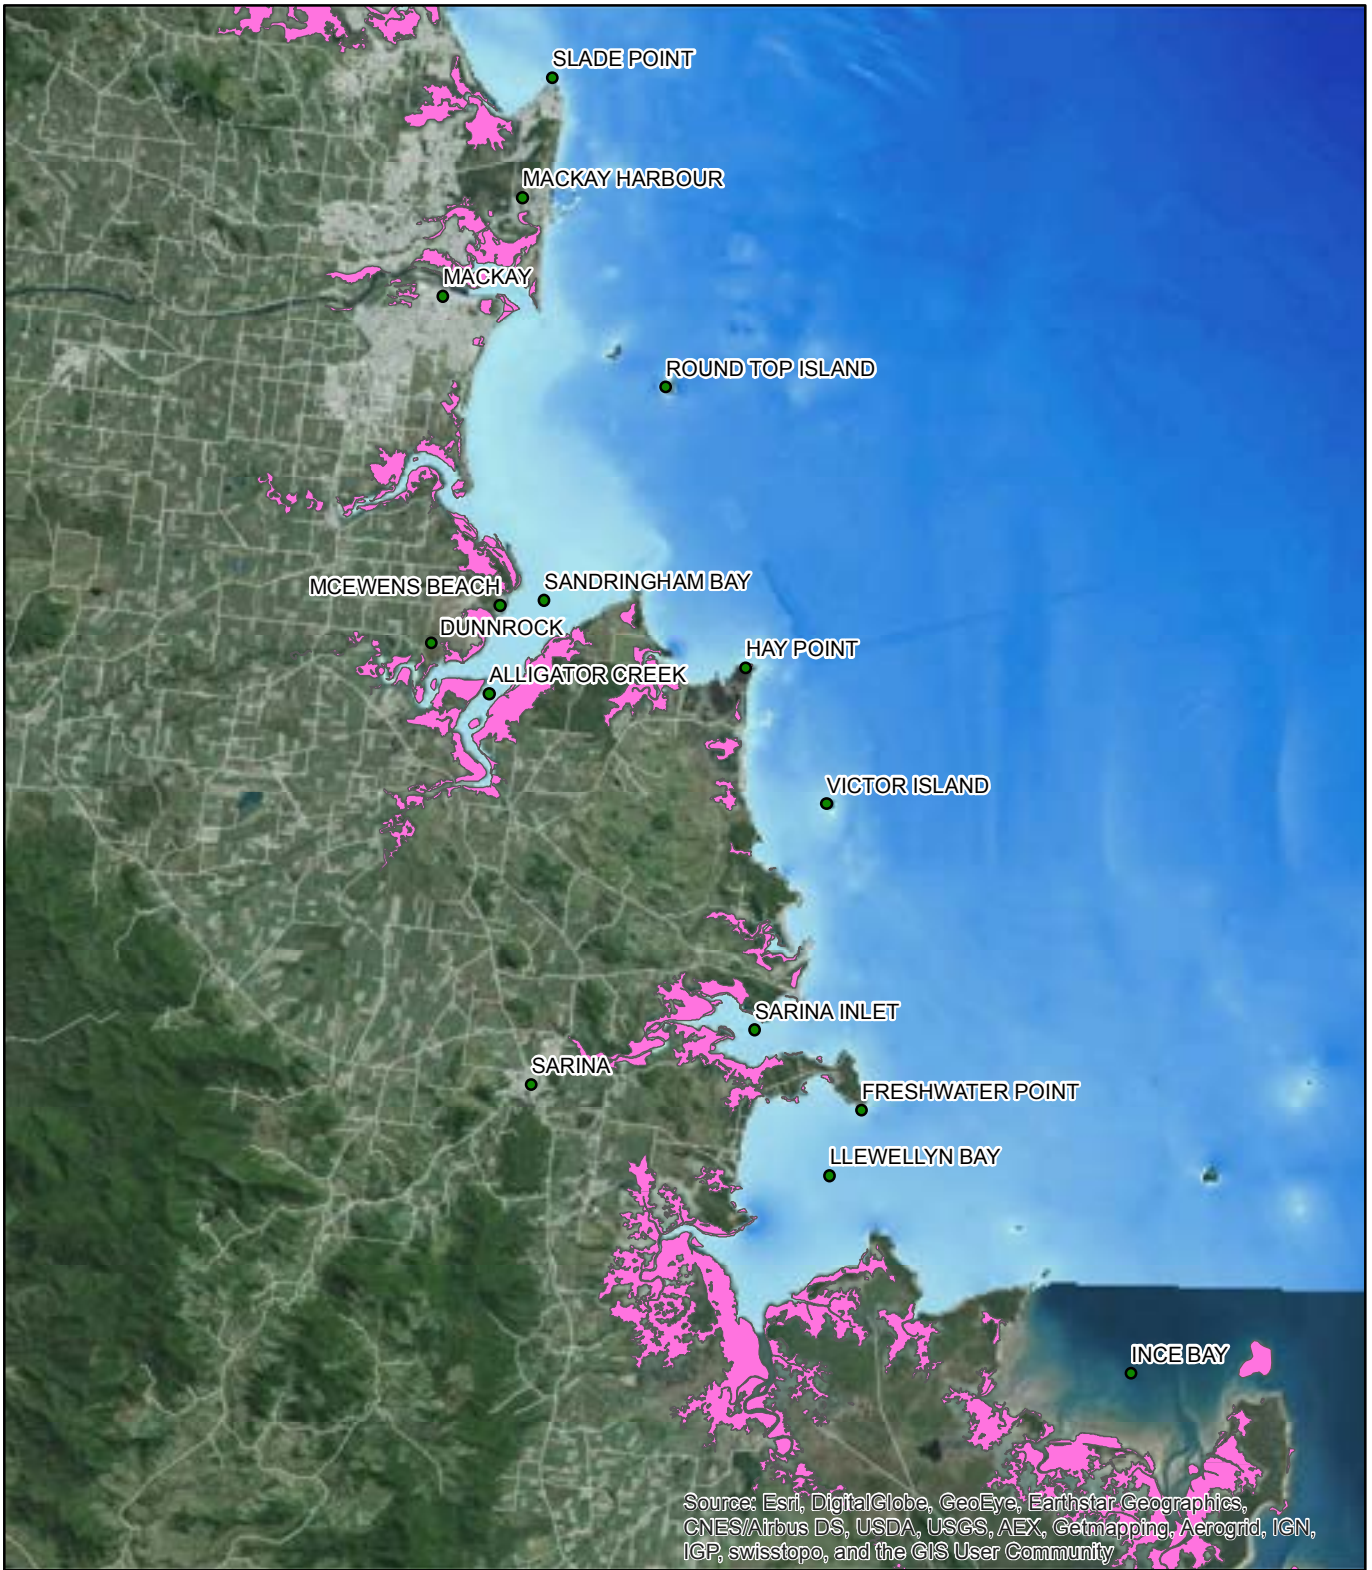 SLADE POINT
MACKAY HARBOUR
MACKAY
ROUND TOP ISLAND
MCEWENS BEACH
SANDRINGHAM BAY
DUNNROCK
HAY POINT
ALLIGATOR CREEK
VICTOR ISLAND
SARINA INLET
SARINA
FRESHWATER POINT
LLEWELLYN BAY
INCE BAY
Source: Esri, DigitalGlobe, GeoEye, Earthstar Geographics,
CNES/Airbus DS, USDA, USGS, AEX, Getmapping, Aerogrid, IGN,
IGP, swisstopo, and the GIS User Community